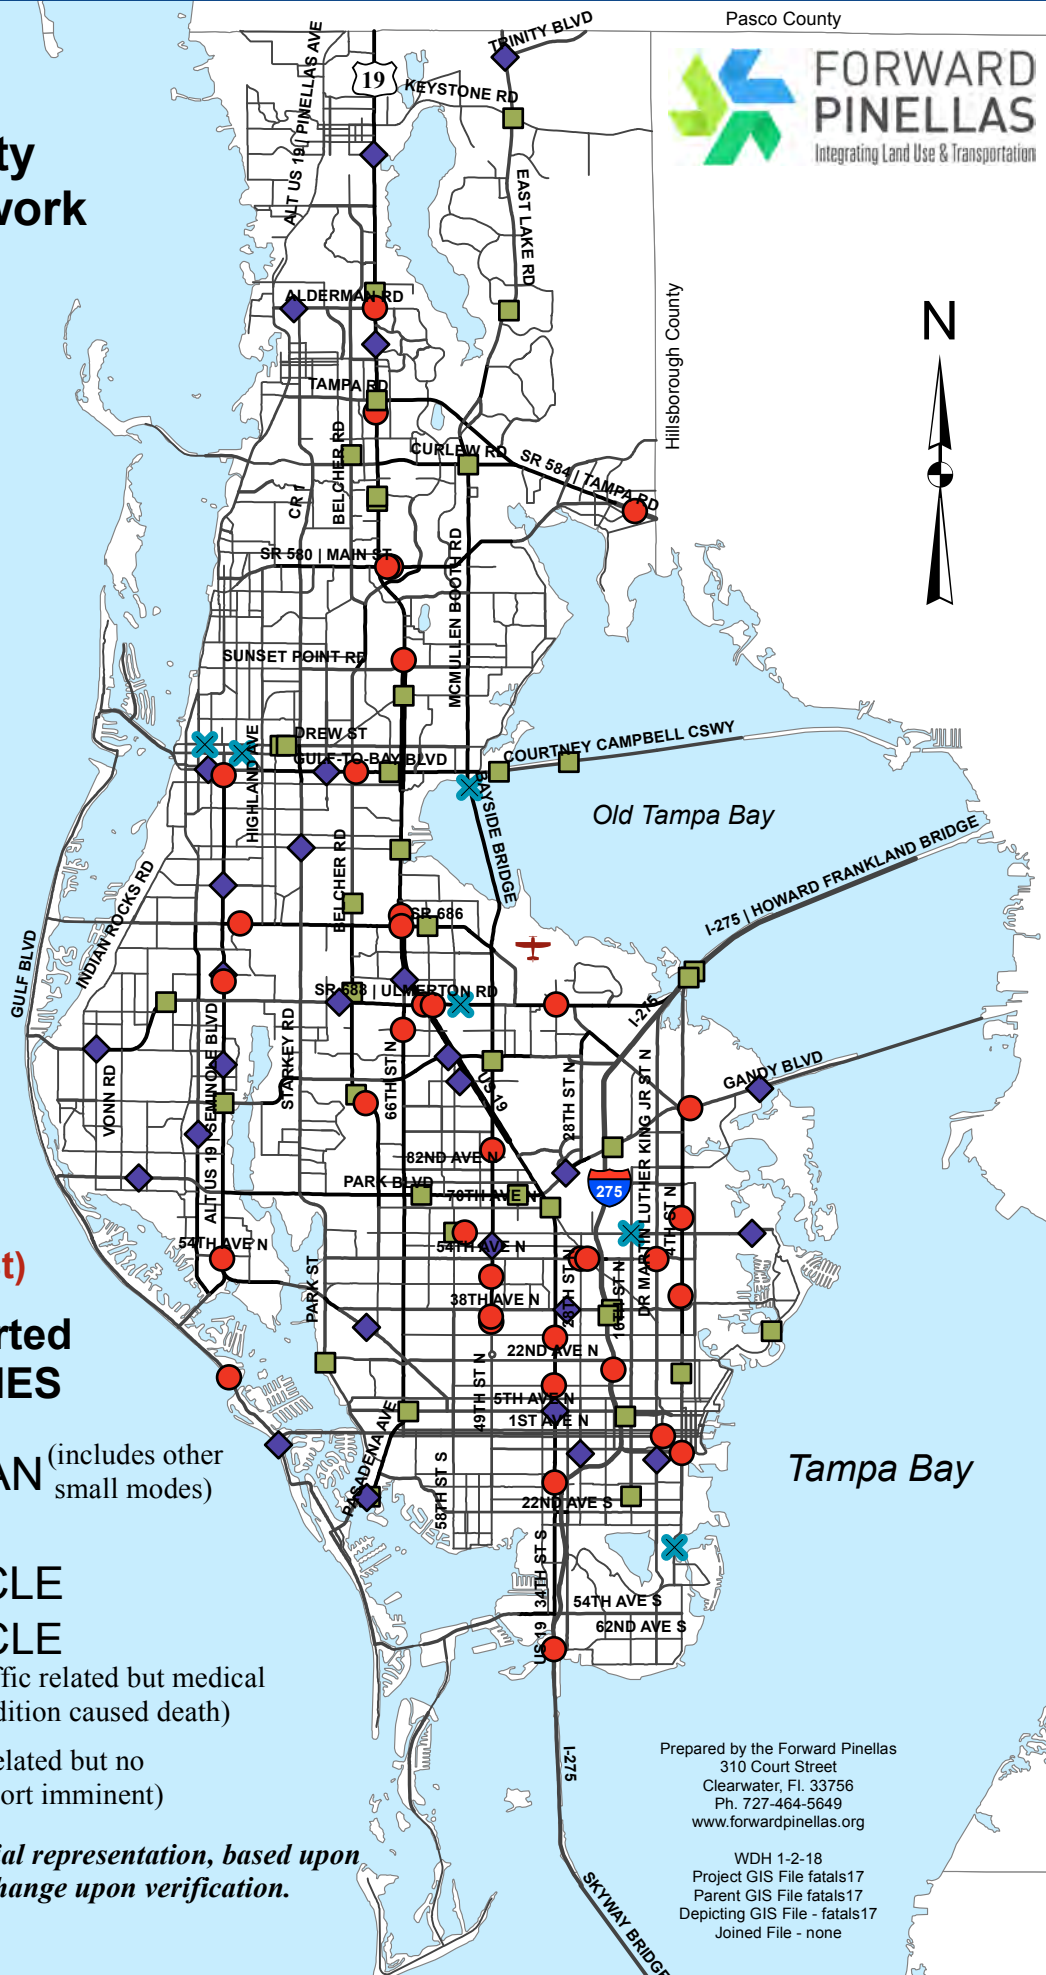 Pasco County
TRINITY BLVD
19
KEYSTONE RD
ALT US 19 | PINELLAS AVE
FORWARD
PINELLAS
Integrating Land Use & Transportation
ty
work
EAST LAKE RD
ALDERMAN RD
Hillsborough County
N
TAMPA RD
BELCHER RD
CURLEW RD
SR 584 | TAMPA RD
CR 1
SR 580 | MAIN ST
MCMULLEN BOOTH RD
SUNSET POINT RD
HIGHLAND AVE
DREW ST
GULF-TO-BAY BLVD
COURTNEY CAMPBELL CSWY
BAYSIDE BRIDGE
Old Tampa Bay
I-275 | HOWARD FRANKLAND BRIDGE
BELCHER RD
INDIAN ROCKS RD
GULF BLVD
SR 686
SR 688 | ULMERTON RD
I-275
ALT US 19 | SEMINOLE BLVD
STARKEY RD
VONN RD
66TH ST N
US 19
28TH ST N
GANDY BLVD
DR MARTIN LUTHER KING JR ST N
82ND AVE N
PARK BLVD
70TH AVE N
275
4TH ST N
54TH AVE N
54TH AVE N
t)
PARK ST
28TH ST N
16TH ST N
38TH AVE N
rted
IES
22ND AVE N
49TH ST N
5TH AVE N
1ST AVE N
AN (includes other
small modes)
PASADENA AVE
58TH ST S
Tampa Bay
22ND AVE S
CLE
US 19 | 34TH ST S
54TH AVE S
62ND AVE S
CLE
ffic related but medical
dition caused death)
elated but no
ort imminent)
I-275
Prepared by the Forward Pinellas
310 Court Street
Clearwater, Fl. 33756
Ph. 727-464-5649
www.forwardpinellas.org
ial representation, based upon
hange upon verification.
WDH 1-2-18
Project GIS File fatals17
Parent GIS File fatals17
Depicting GIS File - fatals17
Joined File - none
SKYWAY BRIDGE